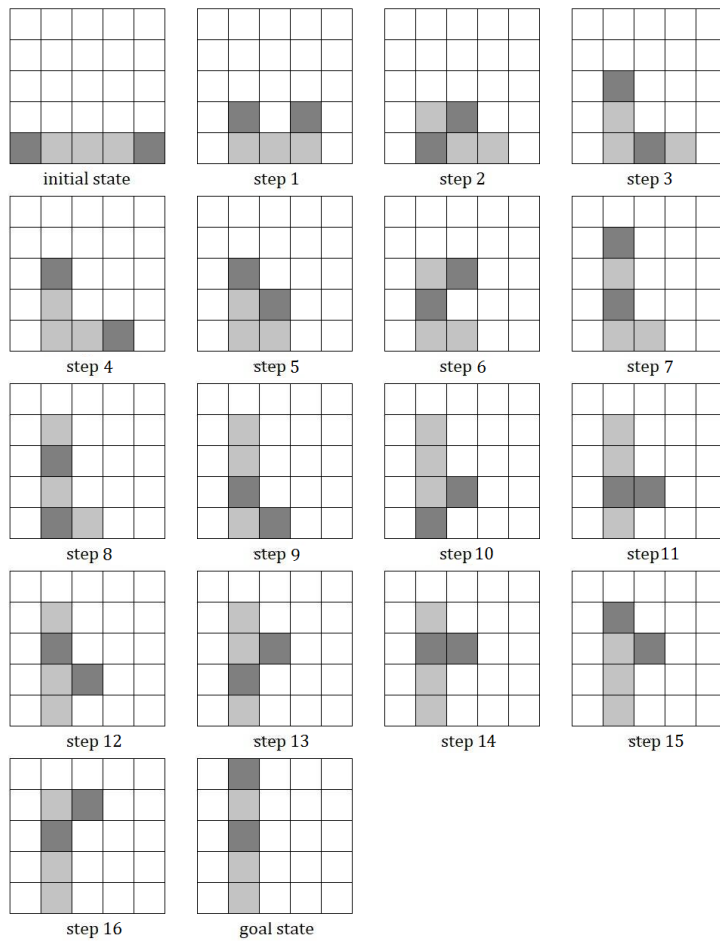 initial state
step 1
step 2
step 3
step 4
step 5
step 6
step 7
step 8
step 9
step 10
step11
step 12
step 13
step 14
step 15
step 16
goal state